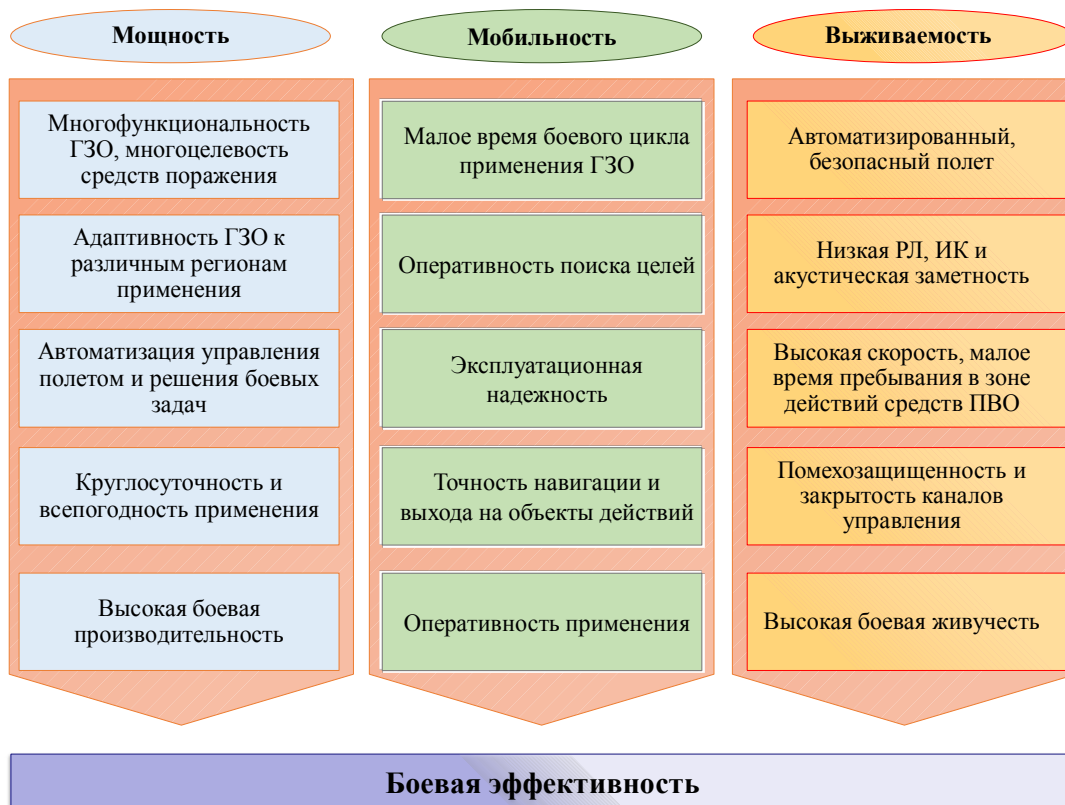 Мощность
Многофункциональность
ГЗО, многоцелевость
средств поражения
Адаптивность ГЗО к
различным регионам
применения
Автоматизация управления
полетом и решения боевых
задач
Круглосуточность и
всепогодность применения
Высокая боевая
производительность
Мобильность
Малое время боевого цикла
применения ГЗО
Оперативность поиска целей
Эксплуатационная
надежность
Точность навигации и
выхода на объекты действий
Оперативность применения
Выживаемость
Автоматизированный,
безопасный полет
Низкая РЛ, ИК и
акустическая заметность
Высокая скорость, малое
время пребывания в зоне
действий средств ПВО
Помехозащищенность и
закрытость каналов
управления
Высокая боевая живучесть
Боевая эффективность